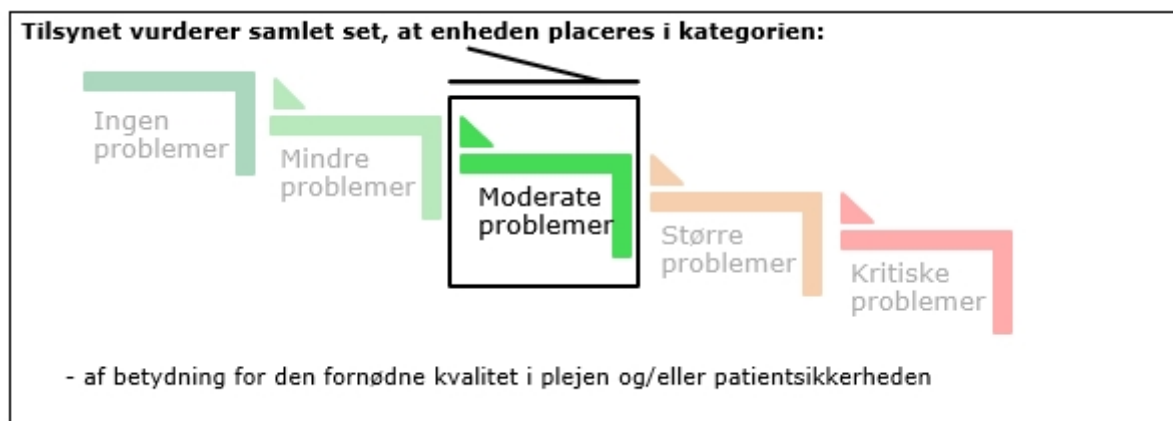 Tilsynet vurderer samlet set, at enheden placeres i kategorien:
Ingen
problemer
Mindre
problemer
Moderate
problemer
Større
problemer
Kritiske
problemer
- af betydning for den fornødne kvalitet i plejen og/eller patientsikkerheden